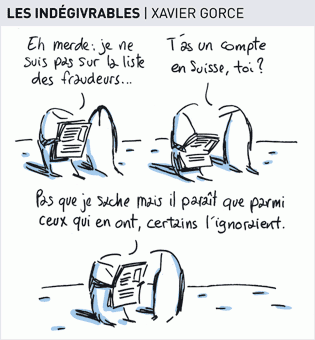 LES INDÉGIVRABLES | XAVIER GORCE
Eh merde: je ne
suis pas sur la liste
des fraudeurs...
T'as un compte
en Suisse, toi?
Pas que je sache mais il paraît que parmi
ceux qui en ont, certains l'ignoraient.